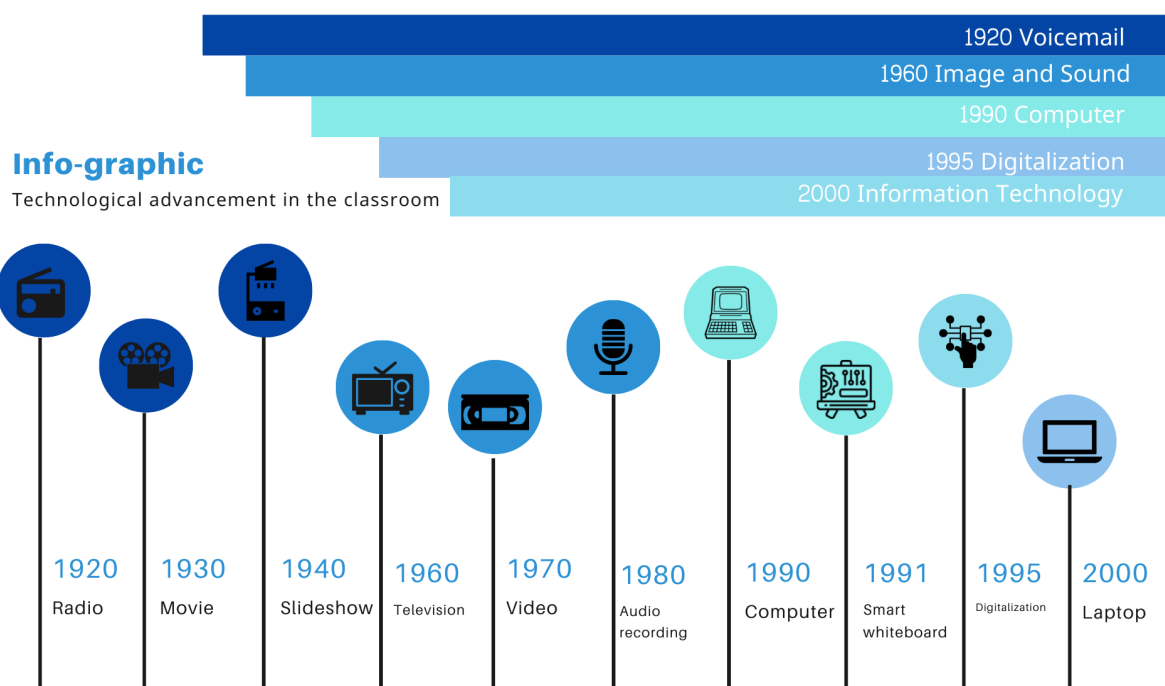 1920 Voicemail
1960 Image and Sound
1990 Computer
1995 Digitalization
2000 Information Technology
Info-graphic
Technological advancement in the classroom
1920
Radio
1930
Movie
1940
Slideshow
1960
Television
1970
Video
1980
Audio
recording
1990
Computer
1991
Smart
whiteboard
1995
Digitalization
2000
Laptop